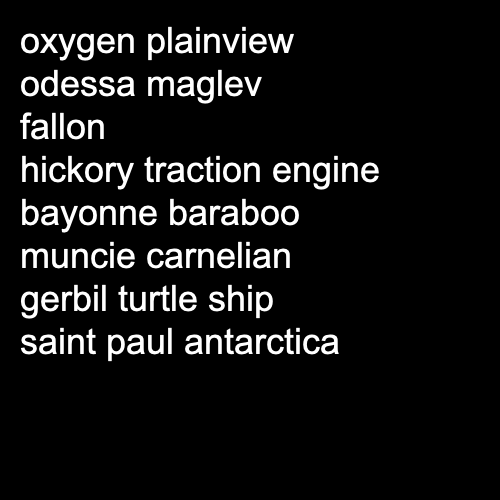 oxygen plainview
odessa maglev
fallon
hickory traction engine
bayonne baraboo
muncie carnelian
gerbil turtle ship
saint paul antarctica